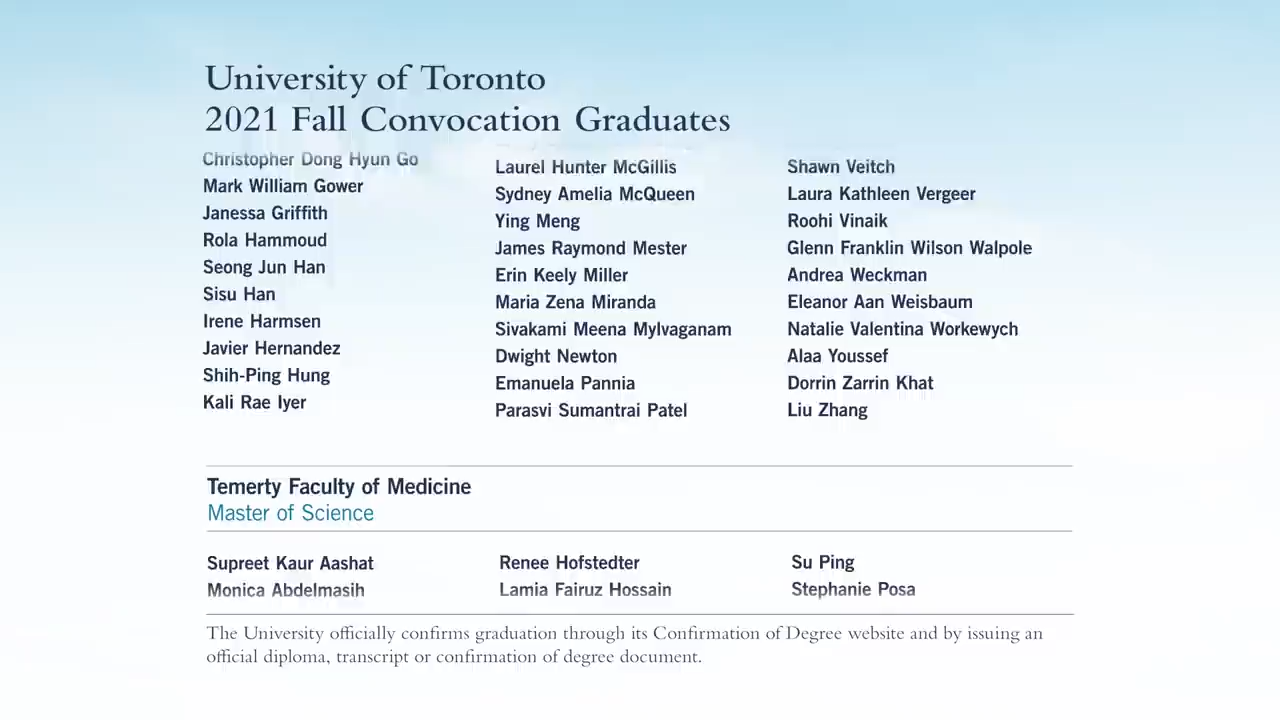 University of Toronto
2021 Fall Convocation Graduates
Christopher Dong Hyun Go
Mark William Gower
Janessa Griffith
Rola Hammoud
Seong Jun Han
Sisu Han
Irene Harmsen
Javier Hernandez
Shih-Ping Hung
Kali Rae Iyer
Laurel Hunter McGillis
Sydney Amelia McQueen
Ying Meng
James Raymond Mester
Erin Keely Miller
Maria Zena Miranda
Sivakami Meena Mylvaganam
Dwight Newton
Emanuela Pannia
Parasvi Sumantrai Patel
Shawn Veitch
Laura Kathleen Vergeer
Roohi Vinaik
Glenn Franklin Wilson Walpole
Andrea Weckman
Eleanor Aan Weisbaum
Natalie Valentina Workewych
Alaa Youssef
Dorrin Zarrin Khat
Liu Zhang
Temerty Faculty of Medicine
Master of Science
Supreet Kaur Aashat
Monica Abdelmasih
Renee Hofstedter
Lamia Fairuz Hossain
Su Ping
Stephanie Posa
The University officially confirms graduation through its Confirmation of Degree website and by issuing an
official diploma, transcript or confirmation of degree document.